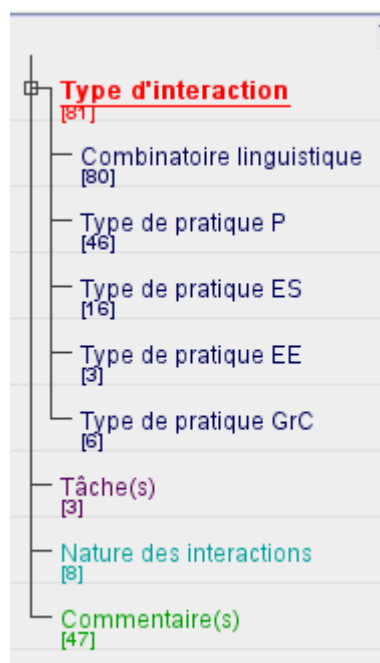 Type d'interaction
[81]
Combinatoire linguistique
[80]
Type de pratique P
[46]
Type de pratique ES
[16]
Type de pratique EE
[3]
Type de pratique GrC
[6]
Tâche(s)
[3]
Nature des interactions
[8]
Commentaire(s)
[47]